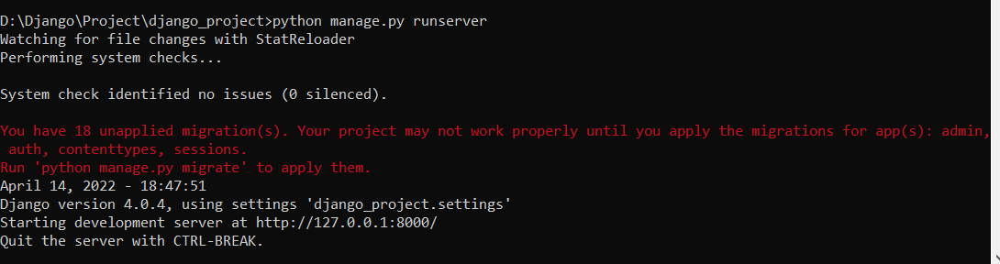 D:\Django\Project\django_project>python manage.py runserver
Watching for file changes with StatReloader
Performing system checks...
System check identified no issues (0 silenced).
You have 18 unapplied migration(s). Your project may not work properly until you apply the migrations for app(s): admin,
auth, contenttypes, sessions.
Run 'python manage.py migrate' to apply them.
April 14, 2022 - 18:47:51
Django version 4.0.4, using settings 'django_project.settings'
Starting development server at http://127.0.0.1:8000/
Quit the server with CTRL-BREAK.